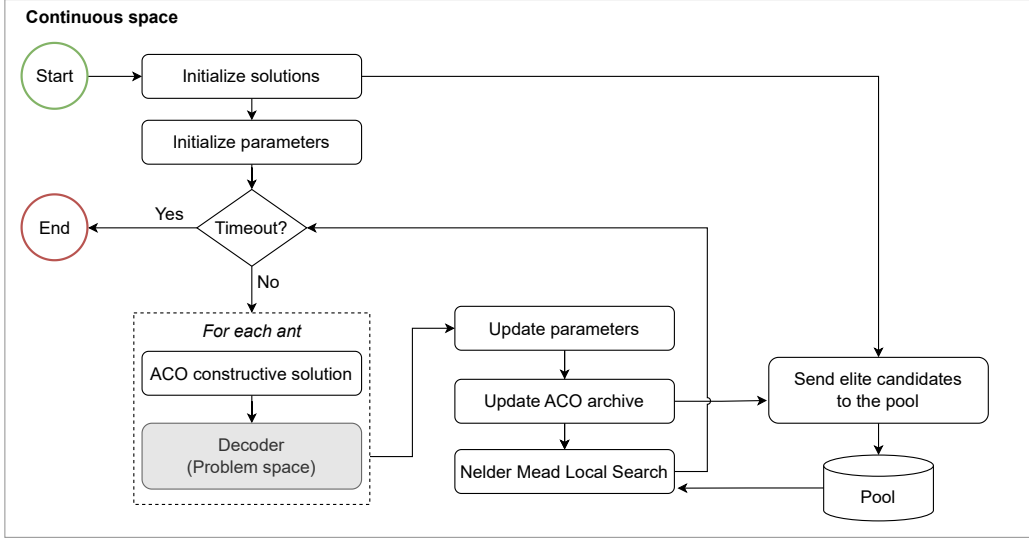 Continuous space
Start
Initialize solutions
Initialize parameters
End
Yes
Timeout?
No
For each ant
ACO constructive solution
Decoder
(Problem space)
Update parameters
Update ACO archive
Nelder Mead Local Search
Send elite candidates
to the pool
Pool